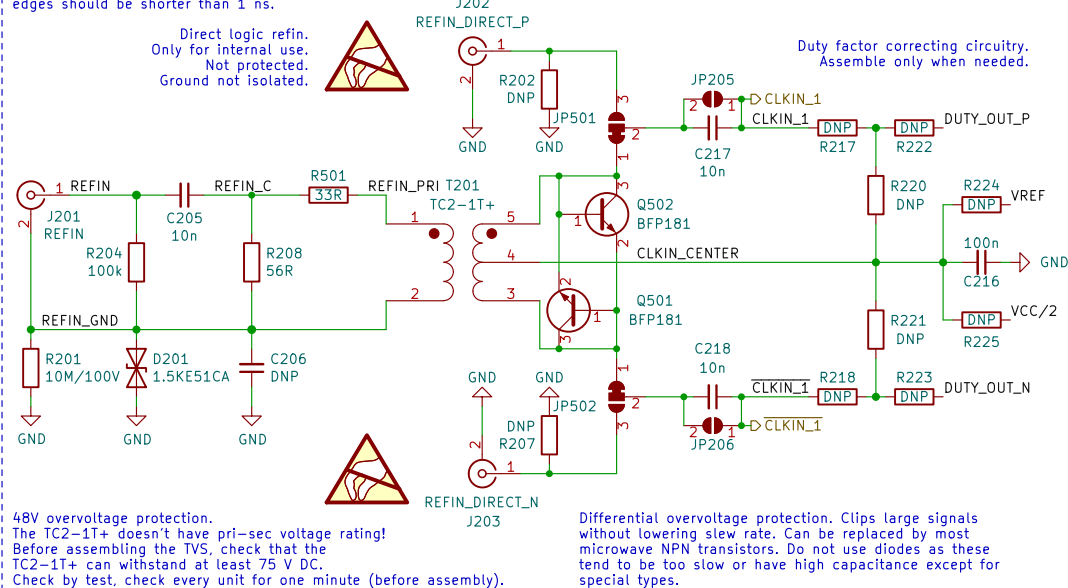 edges should be shorter than 1 ns.
J202
REFIN_DIRECT_P
Direct logic refin.
Only for internal use.
Not protected.
Ground not isolated.
Duty factor correcting circuitry.
Assemble only when needed.
1
2
R202
DNP
GND
GND
JP501
3
2
1
JP205
2
1
CLKIN_1
CLKIN_1
C217
10n
DNP
R217
DNP
R222
DUTY_OUT_P
1
REFIN
2
J201
REFIN
C205
10n
REFIN_C
R501
33R
REFIN_PRI
T201
TC2-1T+
1
2
5
4
3
R204
100k
R208
56R
REFIN_GND
3
1
2
Q502
BFP181
CLKIN_CENTER
2
1
3
Q501
BFP181
R220
DNP
R224
DNP
VREF
100n
C216
GND
VCC/2
DNP
R225
R221
DNP
R201
10M/100V
GND
D201
1.5KE51CA
GND
C206
DNP
GND
GND
GND
JP502
1
2
3
C218
10n
CLKIN_1
2
1
JP206
CLKIN_1
R218
DNP
R223
DNP
DUTY_OUT_N
DNP
R207
2
1
REFIN_DIRECT_N
J203
48V overvoltage protection.
The TC2-1T+ doesn't have pri-sec voltage rating!
Before assembling the TVS, check that the
TC2-1T+ can withstand at least 75 V DC.
Check by test, check every unit for one minute (before assembly).
Differential overvoltage protection. Clips large signals
without lowering slew rate. Can be replaced by most
microwave NPN transistors. Do not use diodes as these
tend to be too slow or have high capacitance except for
special types.